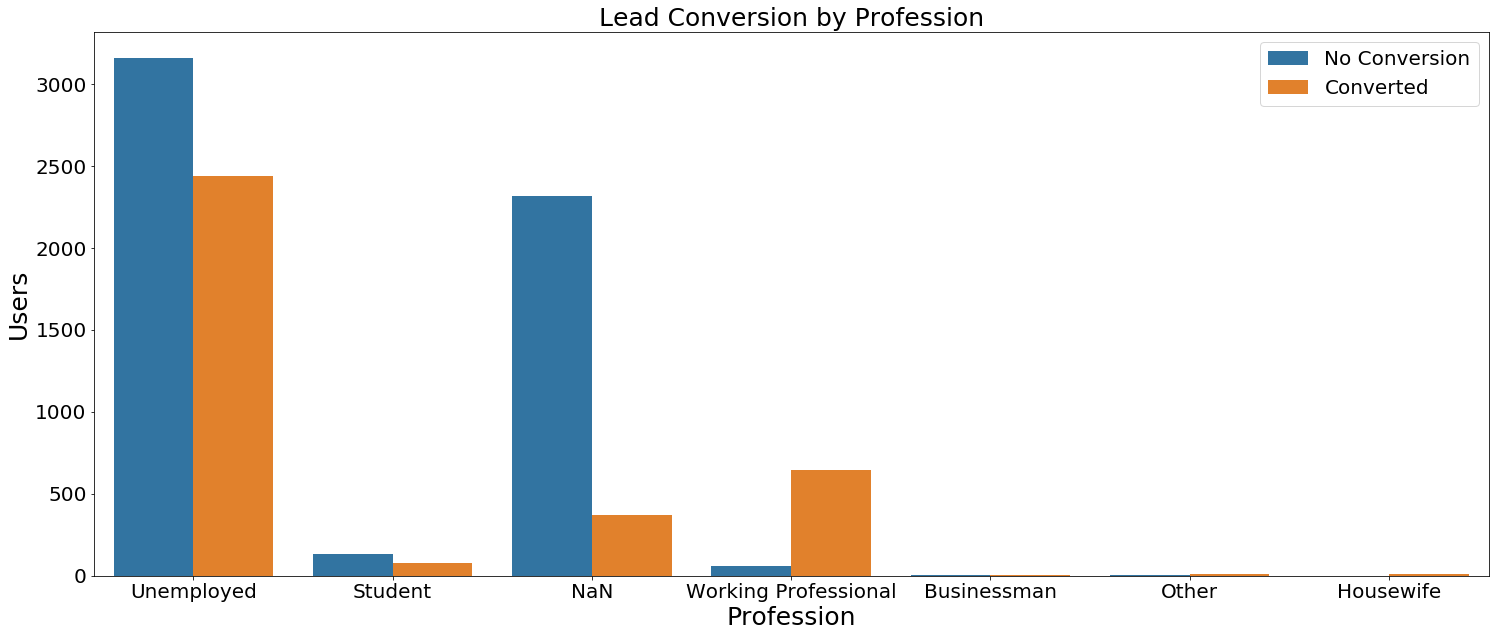 Lead Conversion by Profession
No Conversion
Converted
Users
3000
2500
2000
1500
1000
500
0
Unemployed Student NaN Working Professional Businessman Other Housewife
Profession